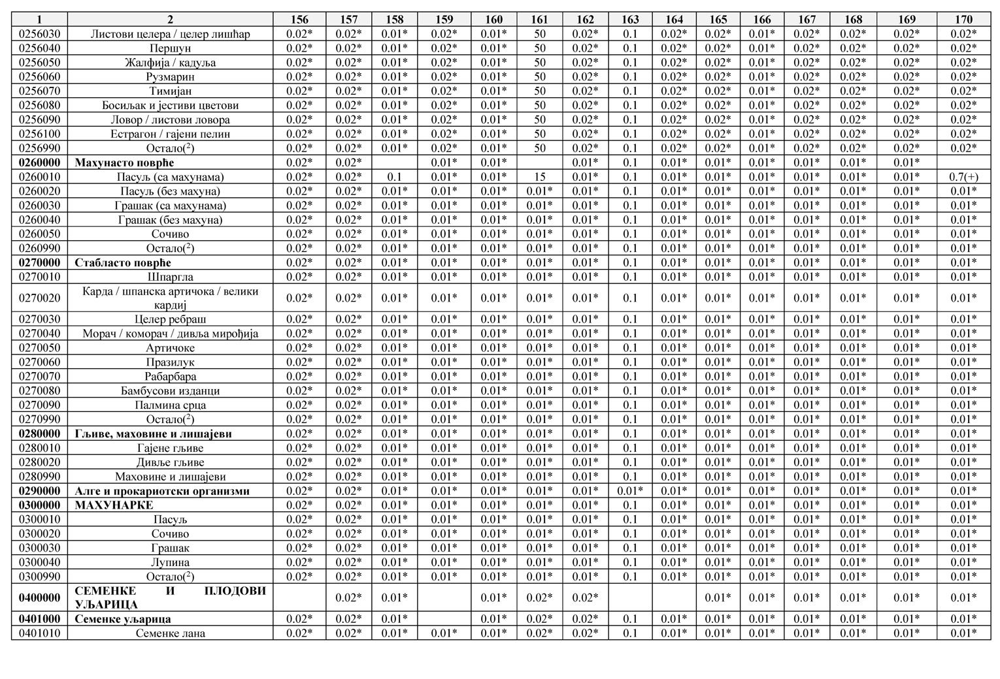 1 2 156 157 158 159 160 161 162 163 164 165 166 167 168 169 170
0256030 Листови целера / целер лишћар 0.02* 0.02* 0.01* 0.02* 0.01* 50 0.02* 0.1 0.02* 0.02* 0.01* 0.02* 0.02* 0.02* 0.02*
0256040 Першун 0.02* 0.02* 0.01* 0.02* 0.01* 50 0.02* 0.1 0.02* 0.02* 0.01* 0.02* 0.02* 0.02* 0.02*
0256050 Жалфија / кадуља 0.02* 0.02* 0.01* 0.02* 0.01* 50 0.02* 0.1 0.02* 0.02* 0.01* 0.02* 0.02* 0.02* 0.02*
0256060 Рузмарин 0.02* 0.02* 0.01* 0.02* 0.01* 50 0.02* 0.1 0.02* 0.02* 0.01* 0.02* 0.02* 0.02* 0.02*
0256070 Тимијан 0.02* 0.02* 0.01* 0.02* 0.01* 50 0.02* 0.1 0.02* 0.02* 0.01* 0.02* 0.02* 0.02* 0.02*
0256080 Босиљак и јестиви цветови 0.02* 0.02* 0.01* 0.02* 0.01* 50 0.02* 0.1 0.02* 0.02* 0.01* 0.02* 0.02* 0.02* 0.02*
0256090 Ловор / листови ловора 0.02* 0.02* 0.01* 0.02* 0.01* 50 0.02* 0.1 0.02* 0.02* 0.01* 0.02* 0.02* 0.02* 0.02*
0256100 Естрагон / гајени пелин 0.02* 0.02* 0.01* 0.02* 0.01* 50 0.02* 0.1 0.02* 0.02* 0.01* 0.02* 0.02* 0.02* 0.02*
0256990 Остало(2) 0.02* 0.02* 0.01* 0.02* 0.01* 50 0.02* 0.1 0.02* 0.02* 0.01* 0.02* 0.02* 0.02* 0.02*
0260000 Махунасто поврће 0.02* 0.02* 0.01* 0.01* 0.01* 0.1 0.01* 0.01* 0.01* 0.01* 0.01* 0.01*
0260010 Пасуљ (са махунама) 0.02* 0.02* 0.1 0.01* 0.01* 15 0.01* 0.1 0.01* 0.01* 0.01* 0.01* 0.01* 0.01* 0.7(+)
0260020 Пасуљ (без махуна) 0.02* 0.02* 0.01* 0.01* 0.01* 0.01* 0.01* 0.1 0.01* 0.01* 0.01* 0.01* 0.01* 0.01* 0.01*
0260030 Грашак (са махунама) 0.02* 0.02* 0.01* 0.01* 0.01* 0.01* 0.01* 0.1 0.01* 0.01* 0.01* 0.01* 0.01* 0.01* 0.01*
0260040 Грашак (без махуна) 0.02* 0.02* 0.01* 0.01* 0.01* 0.01* 0.01* 0.1 0.01* 0.01* 0.01* 0.01* 0.01* 0.01* 0.01*
0260050 Сочиво 0.02* 0.02* 0.01* 0.01* 0.01* 0.01* 0.01* 0.1 0.01* 0.01* 0.01* 0.01* 0.01* 0.01* 0.01*
0260990 Остало(2) 0.02* 0.02* 0.01* 0.01* 0.01* 0.01* 0.01* 0.1 0.01* 0.01* 0.01* 0.01* 0.01* 0.01* 0.01*
0270000 Стабласто поврће 0.02* 0.02* 0.01* 0.01* 0.01* 0.01* 0.01* 0.1 0.01* 0.01* 0.01* 0.01* 0.01* 0.01* 0.01*
0270010 Шпаргла 0.02* 0.02* 0.01* 0.01* 0.01* 0.01* 0.01* 0.1 0.01* 0.01* 0.01* 0.01* 0.01* 0.01* 0.01*
0270020 Карда / шпанска артичока / велики
кардиј 0.02* 0.02* 0.01* 0.01* 0.01* 0.01* 0.01* 0.1 0.01* 0.01* 0.01* 0.01* 0.01* 0.01* 0.01*
0270030 Целер ребраш 0.02* 0.02* 0.01* 0.01* 0.01* 0.01* 0.01* 0.1 0.01* 0.01* 0.01* 0.01* 0.01* 0.01* 0.01*
0270040 Морач / коморач / дивља мирођија 0.02* 0.02* 0.01* 0.01* 0.01* 0.01* 0.01* 0.1 0.01* 0.01* 0.01* 0.01* 0.01* 0.01* 0.01*
0270050 Артичоке 0.02* 0.02* 0.01* 0.01* 0.01* 0.01* 0.01* 0.1 0.01* 0.01* 0.01* 0.01* 0.01* 0.01* 0.01*
0270060 Празилук 0.02* 0.02* 0.01* 0.01* 0.01* 0.01* 0.01* 0.1 0.01* 0.01* 0.01* 0.01* 0.01* 0.01* 0.01*
0270070 Рабарбара 0.02* 0.02* 0.01* 0.01* 0.01* 0.01* 0.01* 0.1 0.01* 0.01* 0.01* 0.01* 0.01* 0.01* 0.01*
0270080 Бамбусови изданци 0.02* 0.02* 0.01* 0.01* 0.01* 0.01* 0.01* 0.1 0.01* 0.01* 0.01* 0.01* 0.01* 0.01* 0.01*
0270090 Палмина срца 0.02* 0.02* 0.01* 0.01* 0.01* 0.01* 0.01* 0.1 0.01* 0.01* 0.01* 0.01* 0.01* 0.01* 0.01*
0270990 Остало(2) 0.02* 0.02* 0.01* 0.01* 0.01* 0.01* 0.01* 0.1 0.01* 0.01* 0.01* 0.01* 0.01* 0.01* 0.01*
0280000 Гљиве, маховине и лишајеви 0.02* 0.02* 0.01* 0.01* 0.01* 0.01* 0.01* 0.1 0.01* 0.01* 0.01* 0.01* 0.01* 0.01* 0.01*
0280010 Гајене гљиве 0.02* 0.02* 0.01* 0.01* 0.01* 0.01* 0.01* 0.1 0.01* 0.01* 0.01* 0.01* 0.01* 0.01* 0.01*
0280020 Дивље гљиве 0.02* 0.02* 0.01* 0.01* 0.01* 0.01* 0.01* 0.1 0.01* 0.01* 0.01* 0.01* 0.01* 0.01* 0.01*
0280990 Маховине и лишајеви 0.02* 0.02* 0.01* 0.01* 0.01* 0.01* 0.01* 0.1 0.01* 0.01* 0.01* 0.01* 0.01* 0.01* 0.01*
0290000 Алге и прокариотски организми 0.02* 0.02* 0.01* 0.01* 0.01* 0.01* 0.01* 0.01* 0.01* 0.01* 0.01* 0.01* 0.01* 0.01* 0.01*
0300000 МАХУНАРКЕ 0.02* 0.02* 0.01* 0.01* 0.01* 0.01* 0.01* 0.1 0.01* 0.01* 0.01* 0.01* 0.01* 0.01* 0.01*
0300010 Пасуљ 0.02* 0.02* 0.01* 0.01* 0.01* 0.01* 0.01* 0.1 0.01* 0.01* 0.01* 0.01* 0.01* 0.01* 0.01*
0300020 Сочиво 0.02* 0.02* 0.01* 0.01* 0.01* 0.01* 0.01* 0.1 0.01* 0.01* 0.01* 0.01* 0.01* 0.01* 0.01*
0300030 Грашак 0.02* 0.02* 0.01* 0.01* 0.01* 0.01* 0.01* 0.1 0.01* 0.01* 0.01* 0.01* 0.01* 0.01* 0.01*
0300040 Лупина 0.02* 0.02* 0.01* 0.01* 0.01* 0.01* 0.01* 0.1 0.01* 0.01* 0.01* 0.01* 0.01* 0.01* 0.01*
0300990 Остало(2) 0.02* 0.02* 0.01* 0.01* 0.01* 0.01* 0.01* 0.1 0.01* 0.01* 0.01* 0.01* 0.01* 0.01* 0.01*
0400000 СЕМЕНКЕ И ПЛОДОВИ
УЉАРИЦА 0.02* 0.01* 0.01* 0.02* 0.02* 0.01* 0.01* 0.01* 0.01* 0.01* 0.01*
0401000 Семенке уљарица 0.02* 0.02* 0.01* 0.01* 0.02* 0.02* 0.1 0.01* 0.01* 0.01* 0.01* 0.01* 0.01* 0.01*
0401010 Семенке лана 0.02* 0.02* 0.01* 0.01* 0.01* 0.02* 0.02* 0.1 0.01* 0.01* 0.01* 0.01* 0.01* 0.01* 0.01*